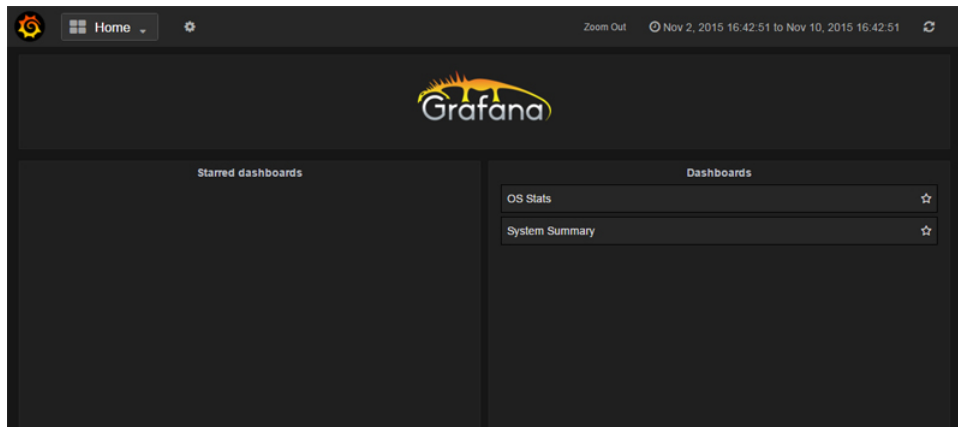 Home
Zoom Out
Nov 2, 2015 16:42:51 to Nov 10, 2015 16:42:51
Grafana
Starred dashboards
Dashboards
OS Stats
System Summary